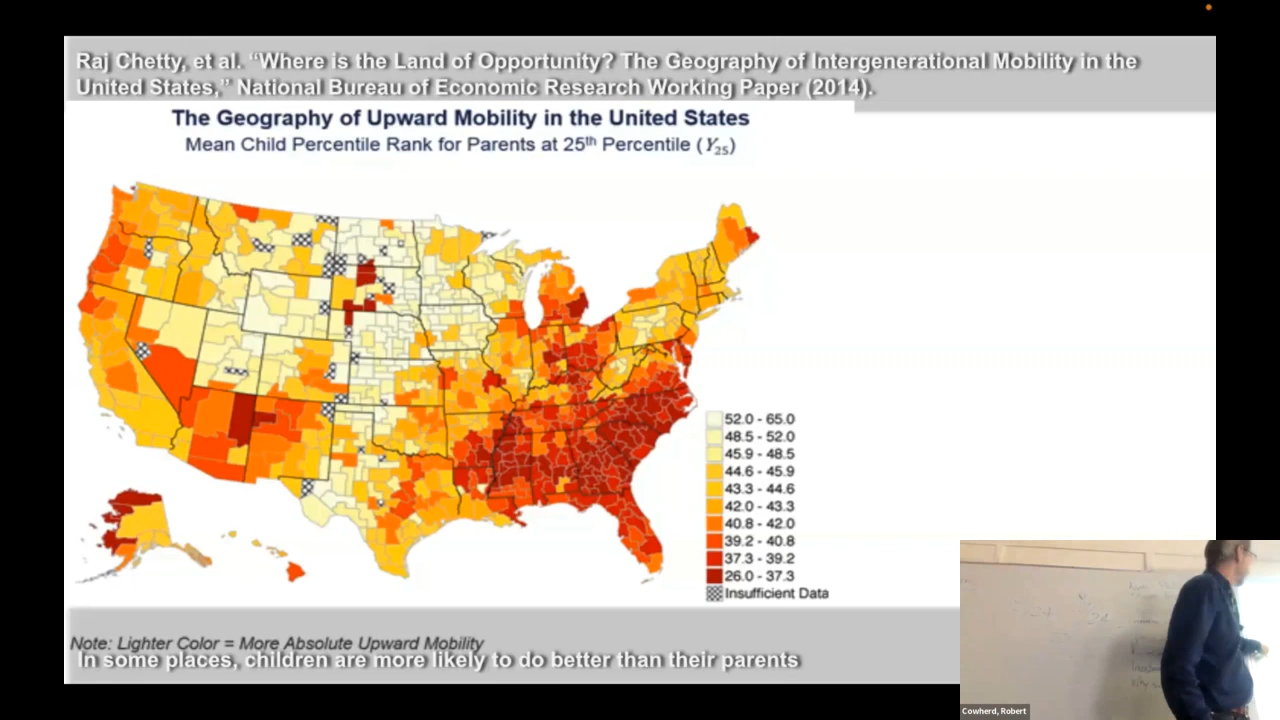 Raj Chetty, et al. “Where is the Land of Opportunity? The Geography of Intergenerational Mobility in the
United States,” National Bureau of Economic Research Working Paper (2014).
The Geography of Upward Mobility in the United States
Mean Child Percentile Rank for Parents at 25th Percentile (Y25)
52.0 - 65.0
48.5 - 52.0
45.9 - 48.5
44.6 - 45.9
43.3 - 44.6
42.0 - 43.3
40.8 - 42.0
39.2 - 40.8
37.3 - 39.2
26.0 - 37.3
Insufficient Data
Note: Lighter Color = More Absolute Upward Mobility
In some places, children are more likely to do better than their parents
Cowherd, Robert